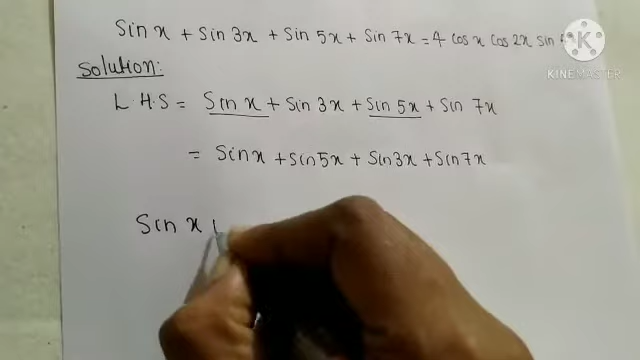 Sin x + Sin 3x + Sin 5x + Sin 7x = 4 cos x cos 2x sin
KINEMASTER
Solution:
L.H.S = Sin x + Sin 3x + Sin 5x + Sin 7x
= Sin x + Sin 5x + Sin 3x + Sin 7x
Sin x